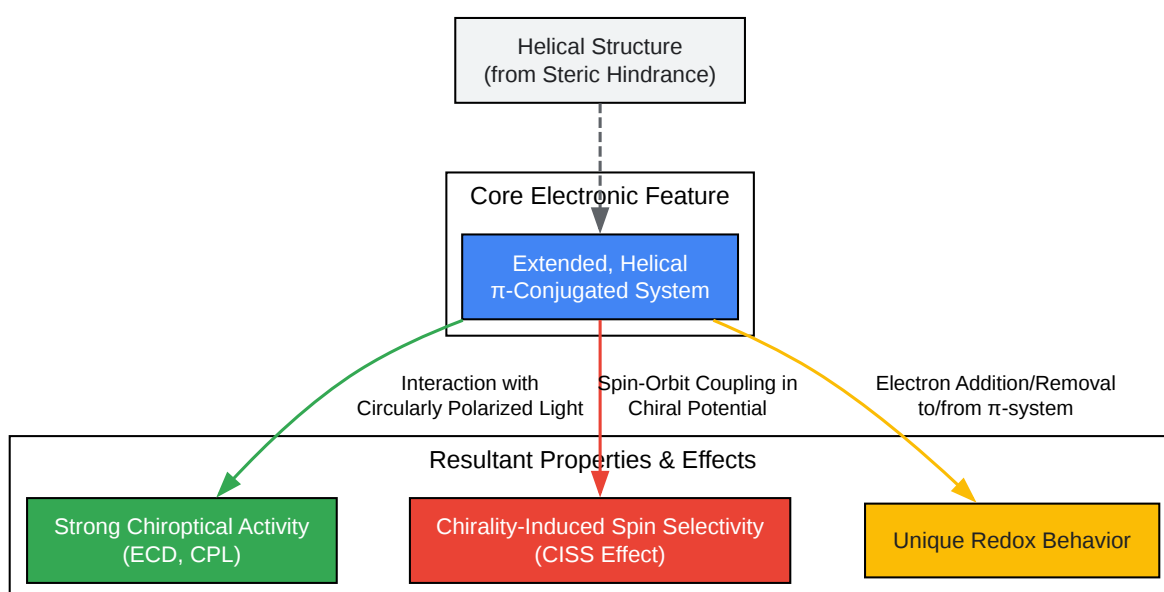 Helical Structure
(from Steric Hindrance)
Core Electronic Feature
Extended, Helical
π-Conjugated System
Interaction with
Circularly Polarized Light
Spin-Orbit Coupling in
Chiral Potential
Electron Addition/Removal
to/from π-system
Resultant Properties & Effects
Strong Chiroptical Activity
(ECD, CPL)
Chirality-Induced Spin Selectivity
(CISS Effect)
Unique Redox Behavior